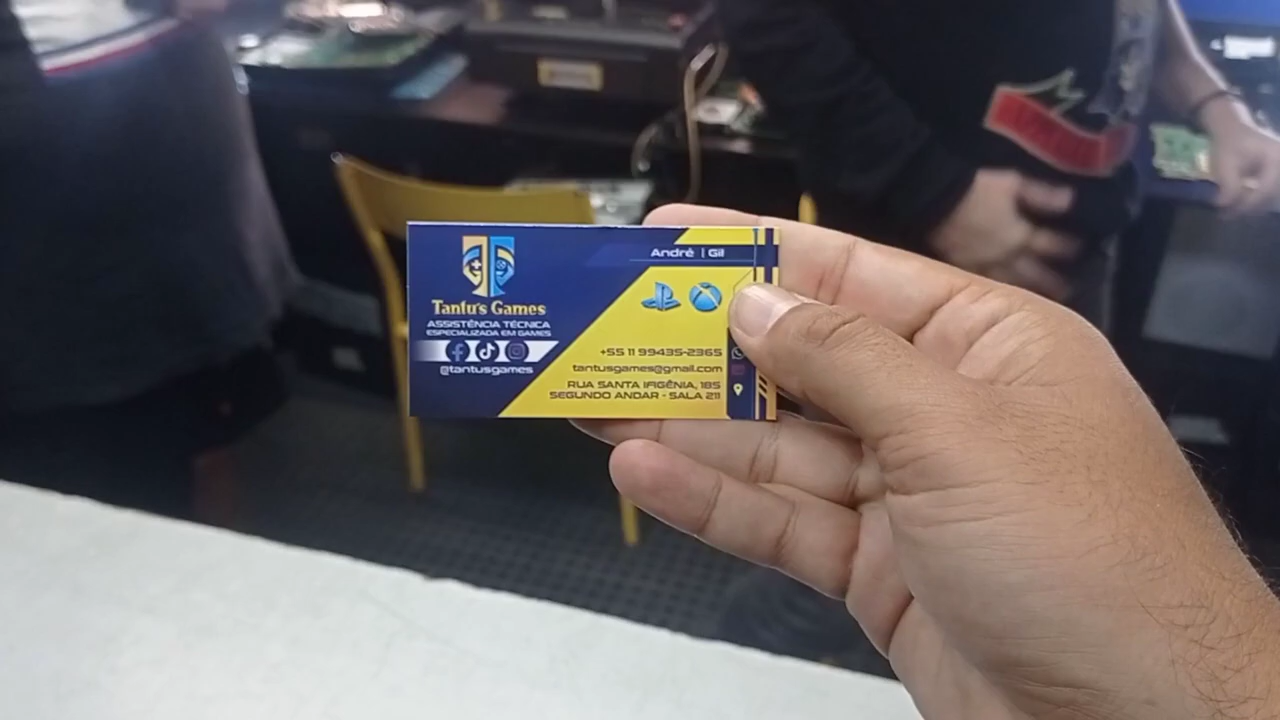 André | Gil
Tantu's Games
ASSISTÊNCIA TÉCNICA
ESPECIALIZADA EM GAMES
@tantusgames
+55 11 99435-2365
tantusgames@gmail.com
RUA SANTA IFIGÊNIA, 185
SEGUNDO ANDAR - SALA 211